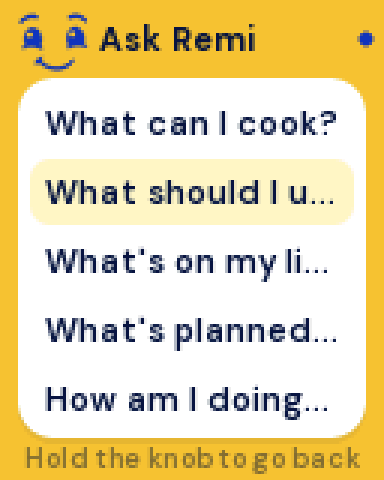 Ask Remi
What can I cook?
What should I u...
What's on my li...
What's planned...
How am I doing...
Hold the knob to go back